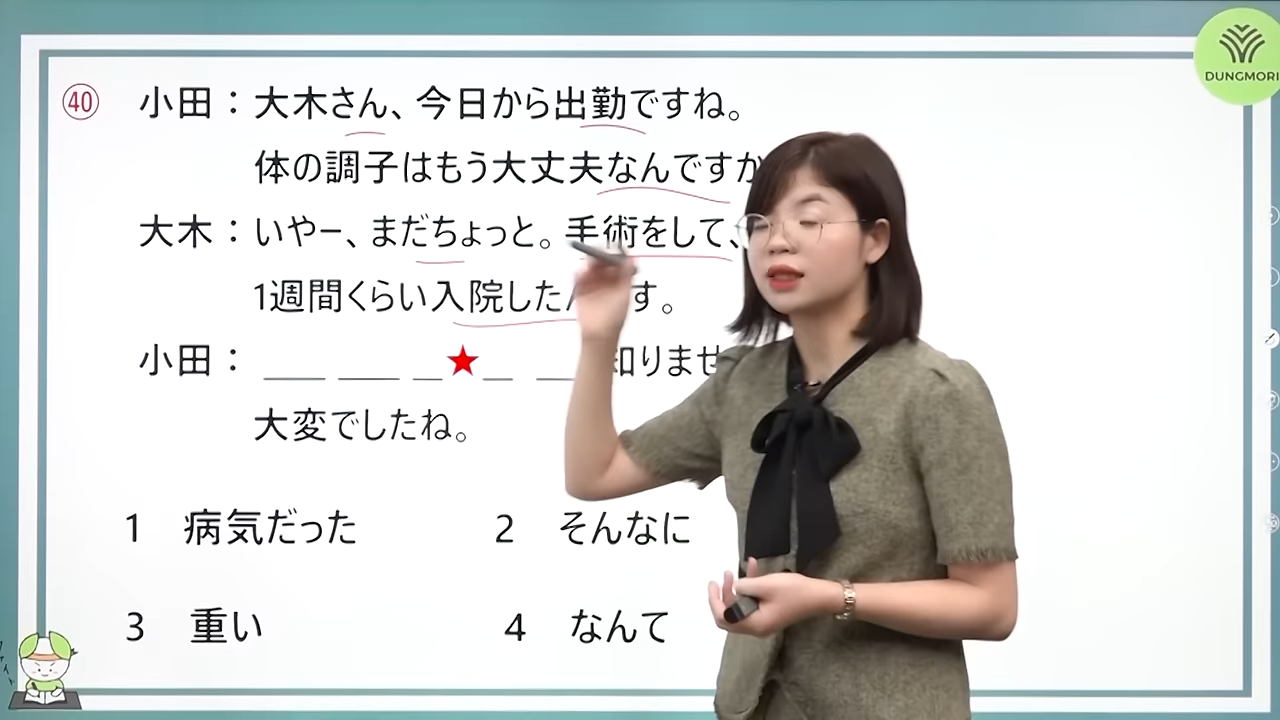 DUNGMORI
㊵ 小田：大木さん、今日から出勤ですね。
体の調子はもう大丈夫なんですか
大木：いやー、まだちょっと。手術をして、
1週間くらい入院した す。
小田：＿＿ ＿＿ ＿★＿ ＿ 知りませ
大変でしたね。
1 病気だった 2 そんなに
3 重い 4 なんて